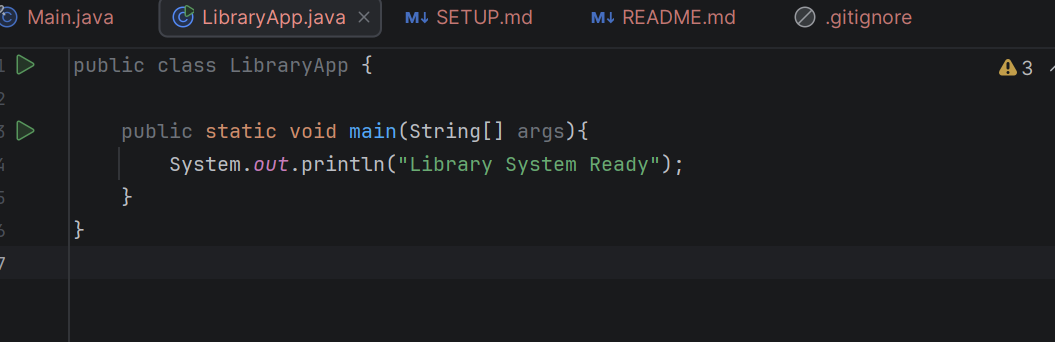 Main.java LibraryApp.java × M↓ SETUP.md M↓ README.md .gitignore
1 public class LibraryApp { 3
2
3 public static void main(String[] args){
4 System.out.println("Library System Ready");
5 }
6 }
7